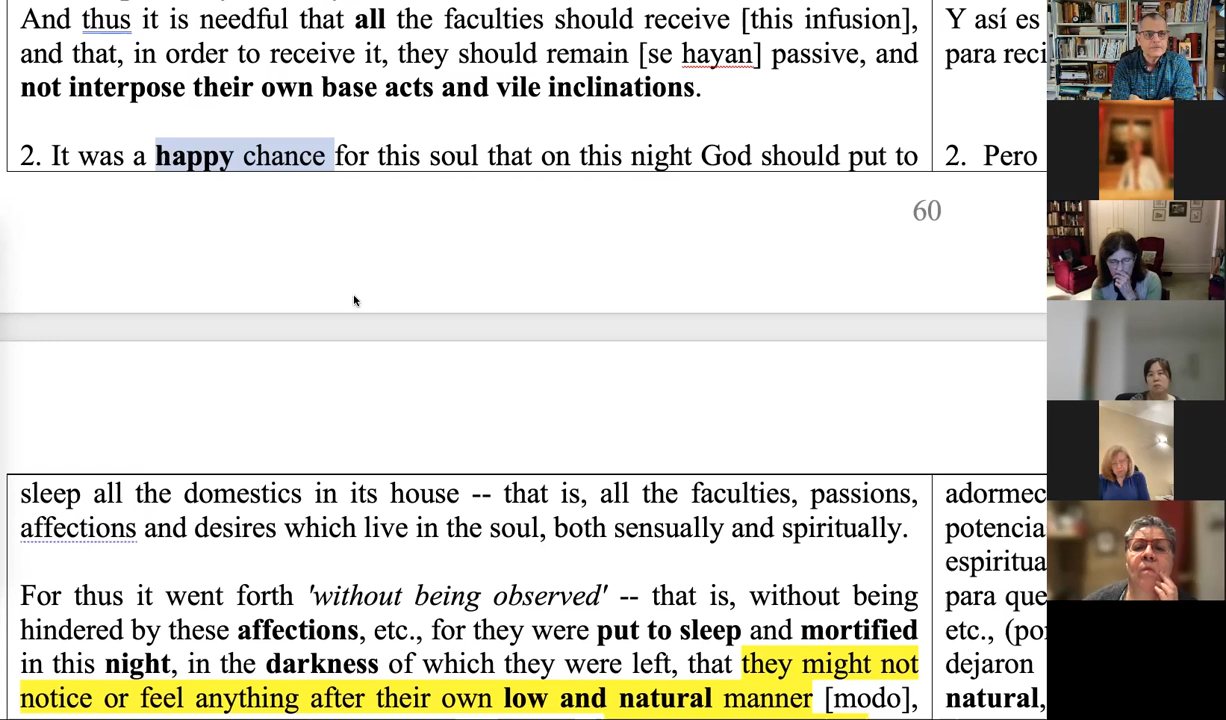 And thus it is needful that all the faculties should receive [this infusion],
and that, in order to receive it, they should remain [se hayan] passive, and
not interpose their own base acts and vile inclinations.
2. It was a happy chance for this soul that on this night God should put to
Y así es
para reci
2. Pero
60
sleep all the domestics in its house -- that is, all the faculties, passions,
affections and desires which live in the soul, both sensually and spiritually.
For thus it went forth 'without being observed' -- that is, without being
hindered by these affections, etc., for they were put to sleep and mortified
in this night, in the darkness of which they were left, that they might not
notice or feel anything after their own low and natural manner [modo],
adormec
potencia
espiritua
para que
etc., (po
dejaron
natural,